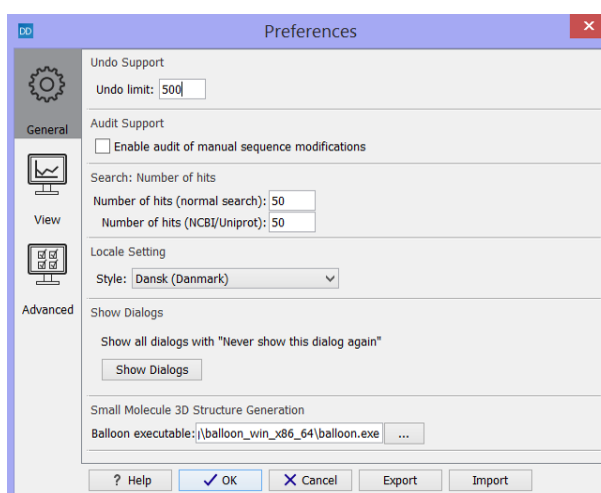 DD Preferences
General
View
Advanced
Undo Support
Undo limit: 500
Audit Support
Enable audit of manual sequence modifications
Search: Number of hits
Number of hits (normal search): 50
Number of hits (NCBI/Uniprot): 50
Locale Setting
Style: Dansk (Danmark)
Show Dialogs
Show all dialogs with "Never show this dialog again"
Show Dialogs
Small Molecule 3D Structure Generation
Balloon executable: \balloon_win_x86_64\balloon.exe ...
? Help OK Cancel Export Import